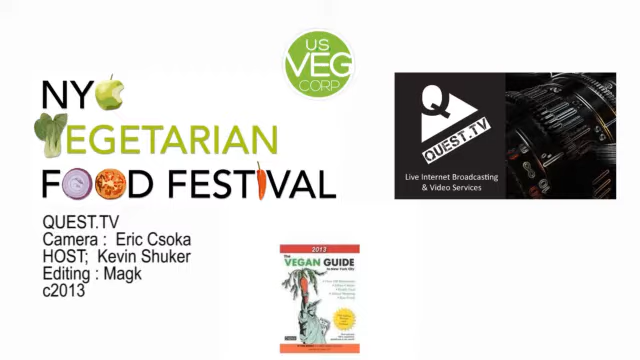 US
VEG
CORP
NYC
VEGETARIAN
FOOD FESTIVAL
QUEST.TV
Live Internet Broadcasting
& Video Services
QUEST.TV
Camera : Eric Csoka
HOST; Kevin Shuker
Editing : Magk
c2013
2013
The
VEGAN GUIDE
to New York City